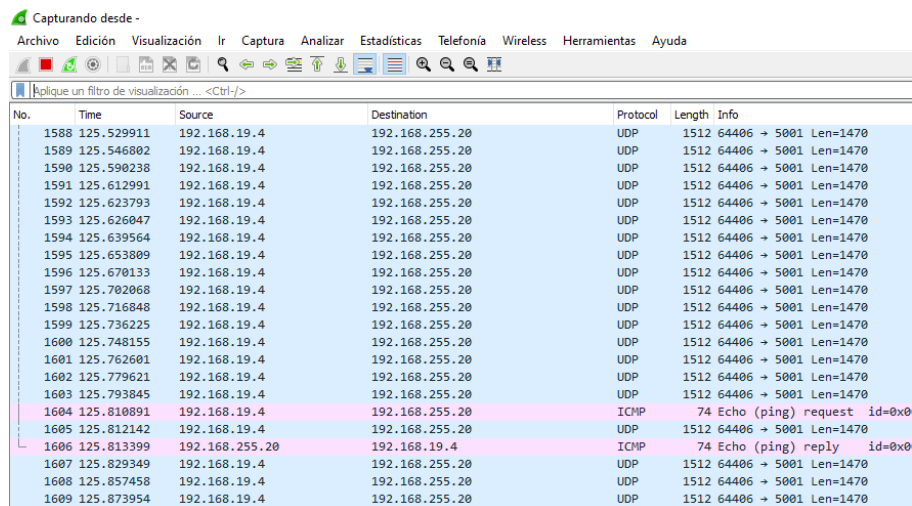 Capturando desde -
Archivo Edición Visualización Ir Captura Analizar Estadísticas Telefonía Wireless Herramientas Ayuda
Aplique un filtro de visualización ... <Ctrl-/>
No. Time Source Destination Protocol Length Info
1588 125.529911 192.168.19.4 192.168.255.20 UDP 1512 64406 → 5001 Len=1470
1589 125.546802 192.168.19.4 192.168.255.20 UDP 1512 64406 → 5001 Len=1470
1590 125.590238 192.168.19.4 192.168.255.20 UDP 1512 64406 → 5001 Len=1470
1591 125.612991 192.168.19.4 192.168.255.20 UDP 1512 64406 → 5001 Len=1470
1592 125.623793 192.168.19.4 192.168.255.20 UDP 1512 64406 → 5001 Len=1470
1593 125.626047 192.168.19.4 192.168.255.20 UDP 1512 64406 → 5001 Len=1470
1594 125.639564 192.168.19.4 192.168.255.20 UDP 1512 64406 → 5001 Len=1470
1595 125.653809 192.168.19.4 192.168.255.20 UDP 1512 64406 → 5001 Len=1470
1596 125.670133 192.168.19.4 192.168.255.20 UDP 1512 64406 → 5001 Len=1470
1597 125.702068 192.168.19.4 192.168.255.20 UDP 1512 64406 → 5001 Len=1470
1598 125.716848 192.168.19.4 192.168.255.20 UDP 1512 64406 → 5001 Len=1470
1599 125.736225 192.168.19.4 192.168.255.20 UDP 1512 64406 → 5001 Len=1470
1600 125.748155 192.168.19.4 192.168.255.20 UDP 1512 64406 → 5001 Len=1470
1601 125.762601 192.168.19.4 192.168.255.20 UDP 1512 64406 → 5001 Len=1470
1602 125.779621 192.168.19.4 192.168.255.20 UDP 1512 64406 → 5001 Len=1470
1603 125.793845 192.168.19.4 192.168.255.20 UDP 1512 64406 → 5001 Len=1470
1604 125.810891 192.168.19.4 192.168.255.20 ICMP 74 Echo (ping) request id=0x0
1605 125.812142 192.168.19.4 192.168.255.20 UDP 1512 64406 → 5001 Len=1470
1606 125.813399 192.168.255.20 192.168.19.4 ICMP 74 Echo (ping) reply id=0x0
1607 125.829349 192.168.19.4 192.168.255.20 UDP 1512 64406 → 5001 Len=1470
1608 125.857458 192.168.19.4 192.168.255.20 UDP 1512 64406 → 5001 Len=1470
1609 125.873954 192.168.19.4 192.168.255.20 UDP 1512 64406 → 5001 Len=1470